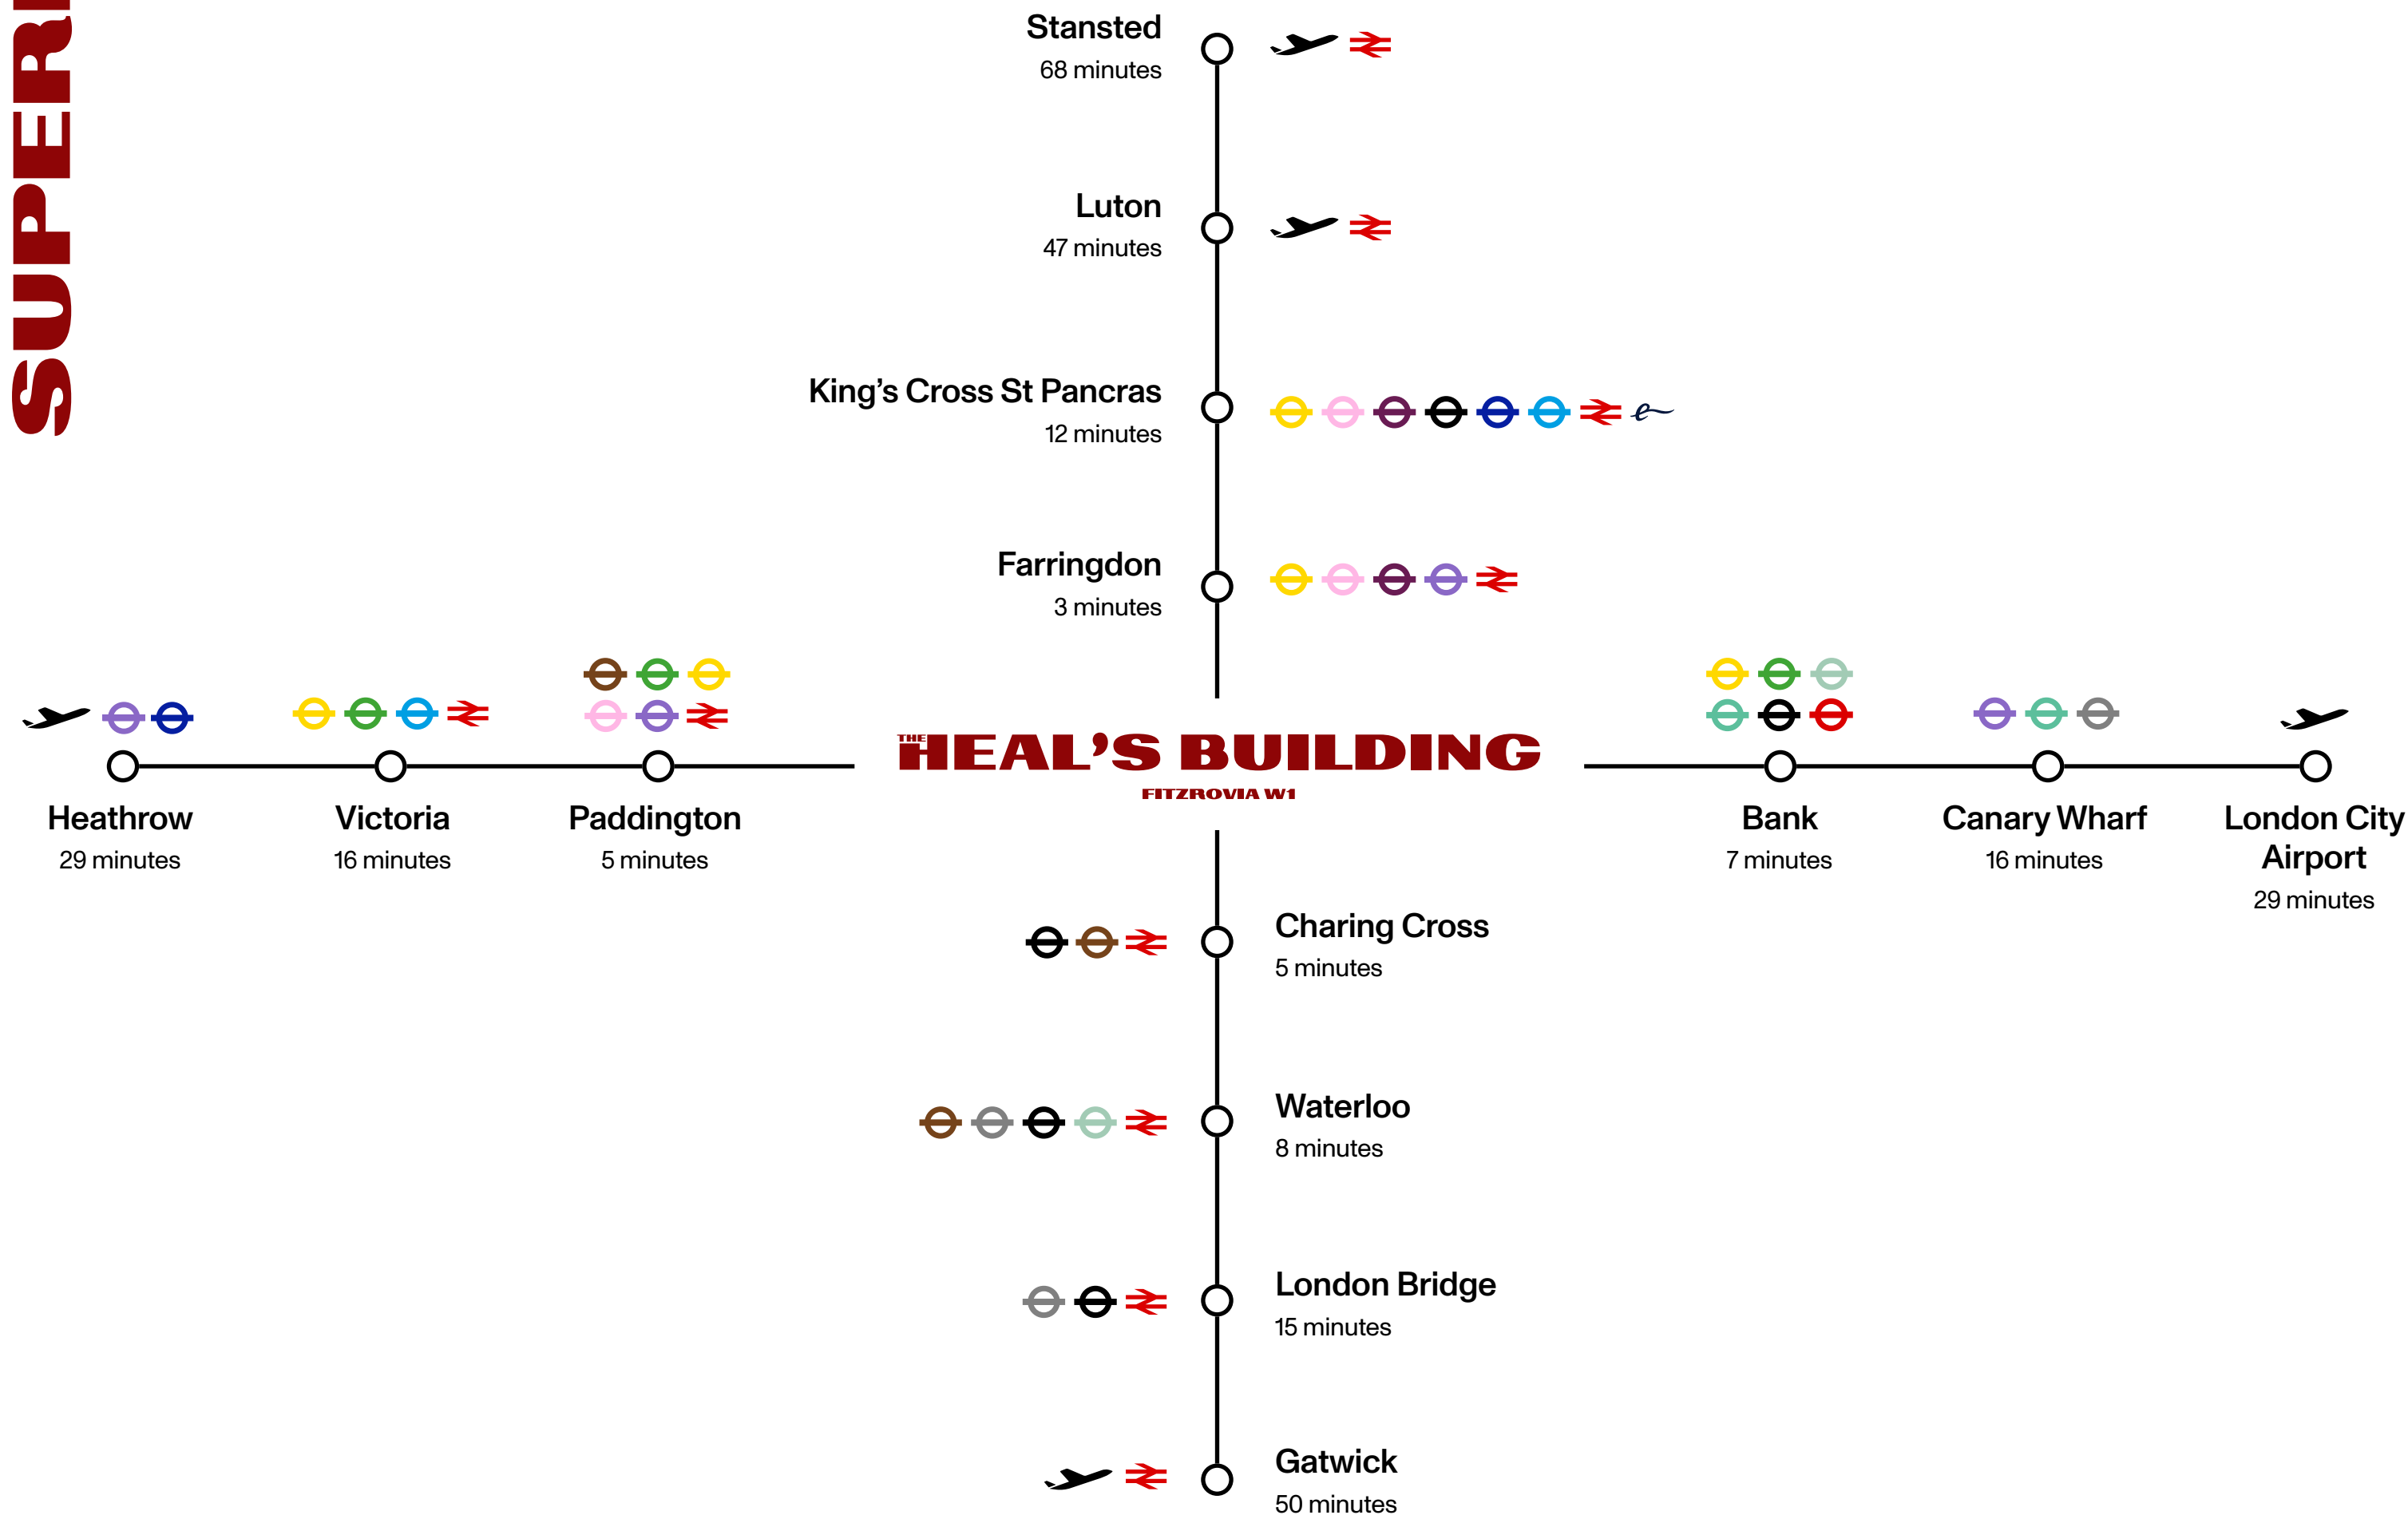 SUPER
Stansted
68 minutes
Luton
47 minutes
King’s Cross St Pancras
12 minutes
Farringdon
3 minutes
Heathrow
29 minutes
Victoria
16 minutes
Paddington
5 minutes
THE HEAL’S BUILDING
FITZROVIA W1
Bank
7 minutes
Canary Wharf
16 minutes
London City
Airport
29 minutes
Charing Cross
5 minutes
Waterloo
8 minutes
London Bridge
15 minutes
Gatwick
50 minutes